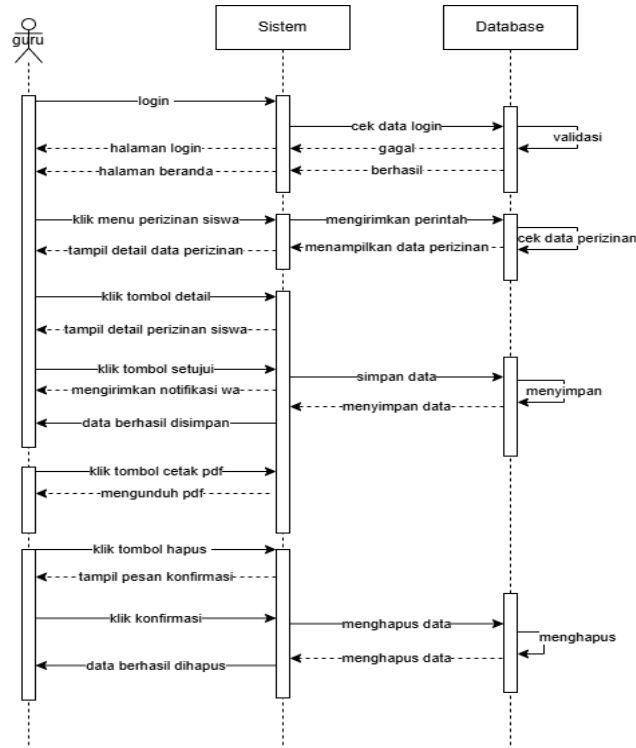 guru
Sistem
Database
login
cek data login
validasi
halaman login
gagal
halaman beranda
berhasil
klik menu perizinan siswa
mengirimkan perintah
cek data perizinan
tampil detail data perizinan
menampilkan data perizinan
klik tombol detail
tampil detail perizinan siswa
klik tombol setujui
simpan data
menyimpan
mengirimkan notifikasi wa
menyimpan data
data berhasil disimpan
klik tombol cetak pdf
mengunduh pdf
klik tombol hapus
tampil pesan konfirmasi
klik konfirmasi
menghapus data
menghapus
menghapus data
data berhasil dihapus